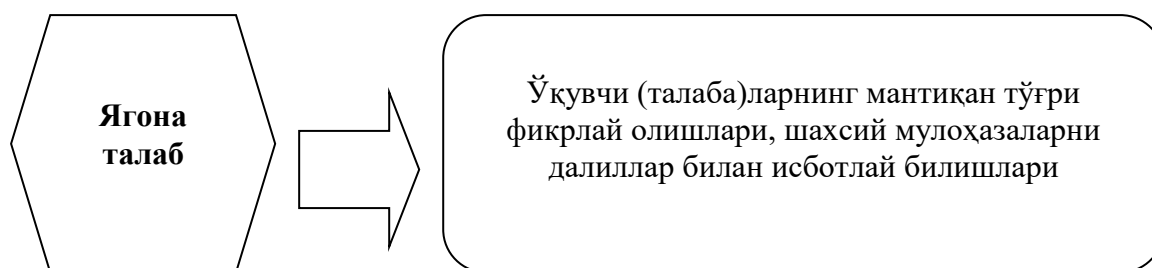 Ягона
талаб
Ўқувчи (талаба)ларнинг мантиқан тўғри
фикрлай олишлари, шахсий мулоҳазаларни
далиллар билан исботлай билишлари